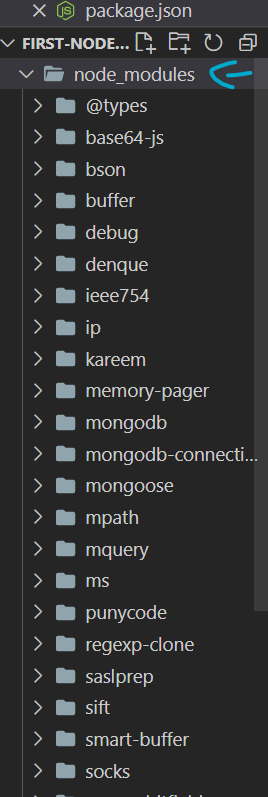 package.json
FIRST-NODE...
node_modules
@types
base64-js
bson
buffer
debug
denque
ieee754
ip
kareem
memory-pager
mongodb
mongodb-connecti...
mongoose
mpath
mquery
ms
punycode
regexp-clone
saslprep
sift
smart-buffer
socks